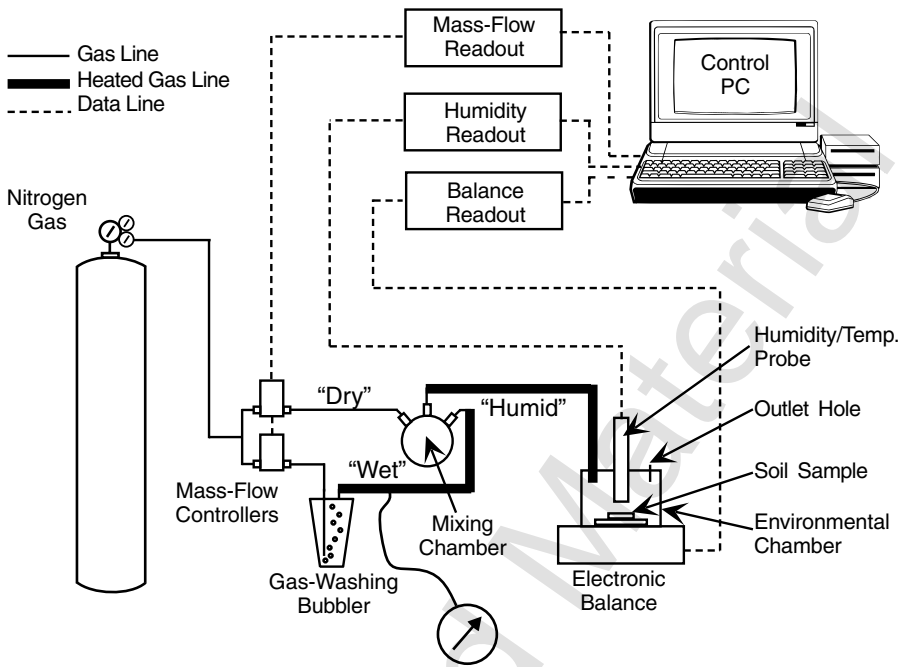 Gas Line
Heated Gas Line
Data Line
Mass-Flow
Readout
Humidity
Readout
Balance
Readout
Control
PC
Nitrogen
Gas
Humidity/Temp.
Probe
Outlet Hole
Soil Sample
Environmental
Chamber
"Dry"
"Humid"
"Wet"
Mass-Flow
Controllers
Mixing
Chamber
Gas-Washing
Bubbler
Electronic
Balance
Material